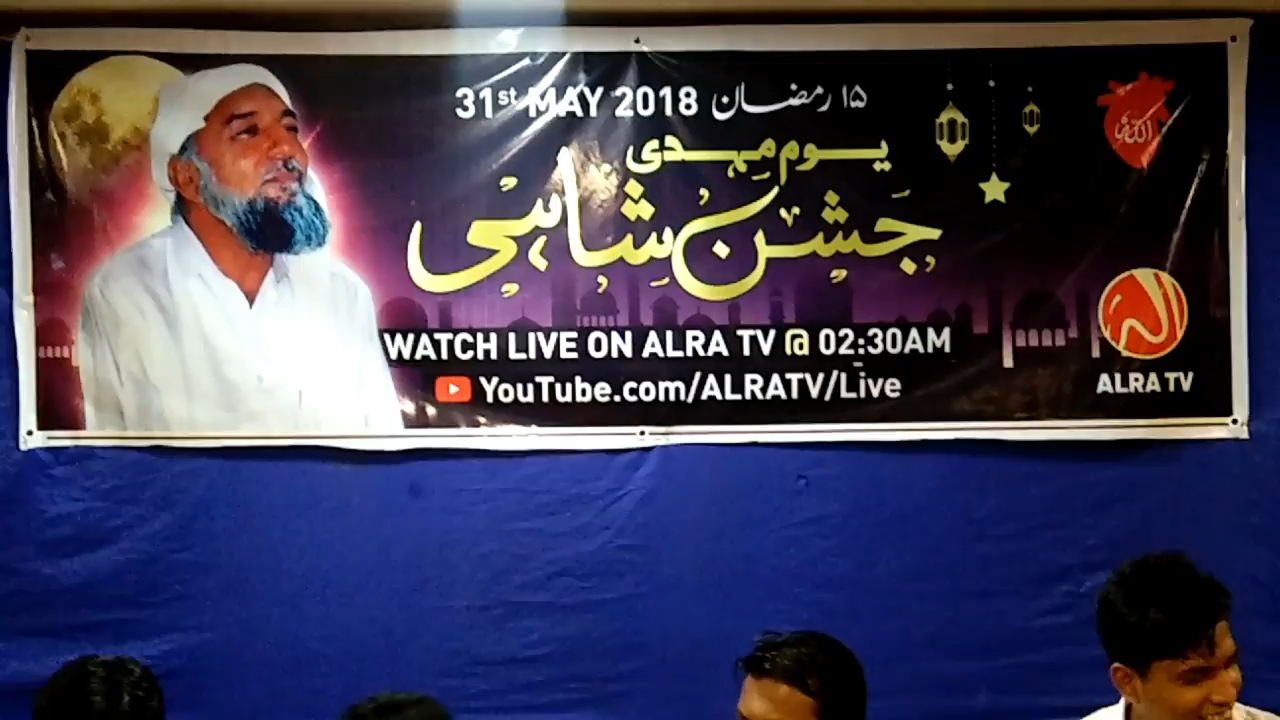 31st MAY 2018 ۱۵ رمضان
یوم مہدی
جَشنِ شاہی
WATCH LIVE ON ALRA TV @ 02:30AM
YouTube.com/ALRATV/Live
ALRA TV